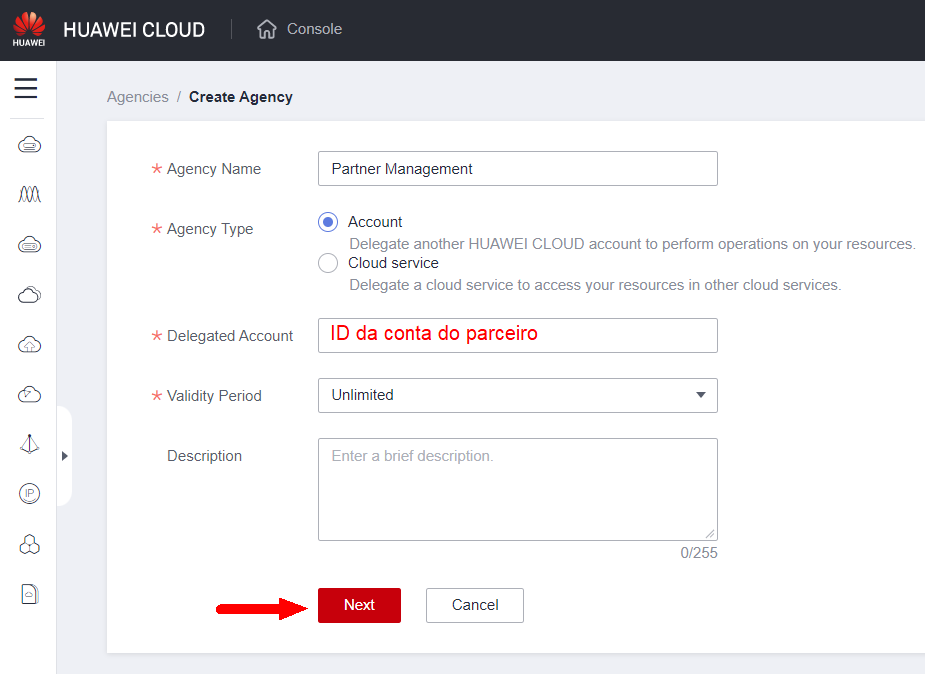 HUAWEI
HUAWEI CLOUD
Console
Agencies / Create Agency
* Agency Name
Partner Management
* Agency Type
Account
Delegate another HUAWEI CLOUD account to perform operations on your resources.
Cloud service
Delegate a cloud service to access your resources in other cloud services.
* Delegated Account
ID da conta do parceiro
* Validity Period
Unlimited
Description
Enter a brief description.
0/255
IP
Next
Cancel